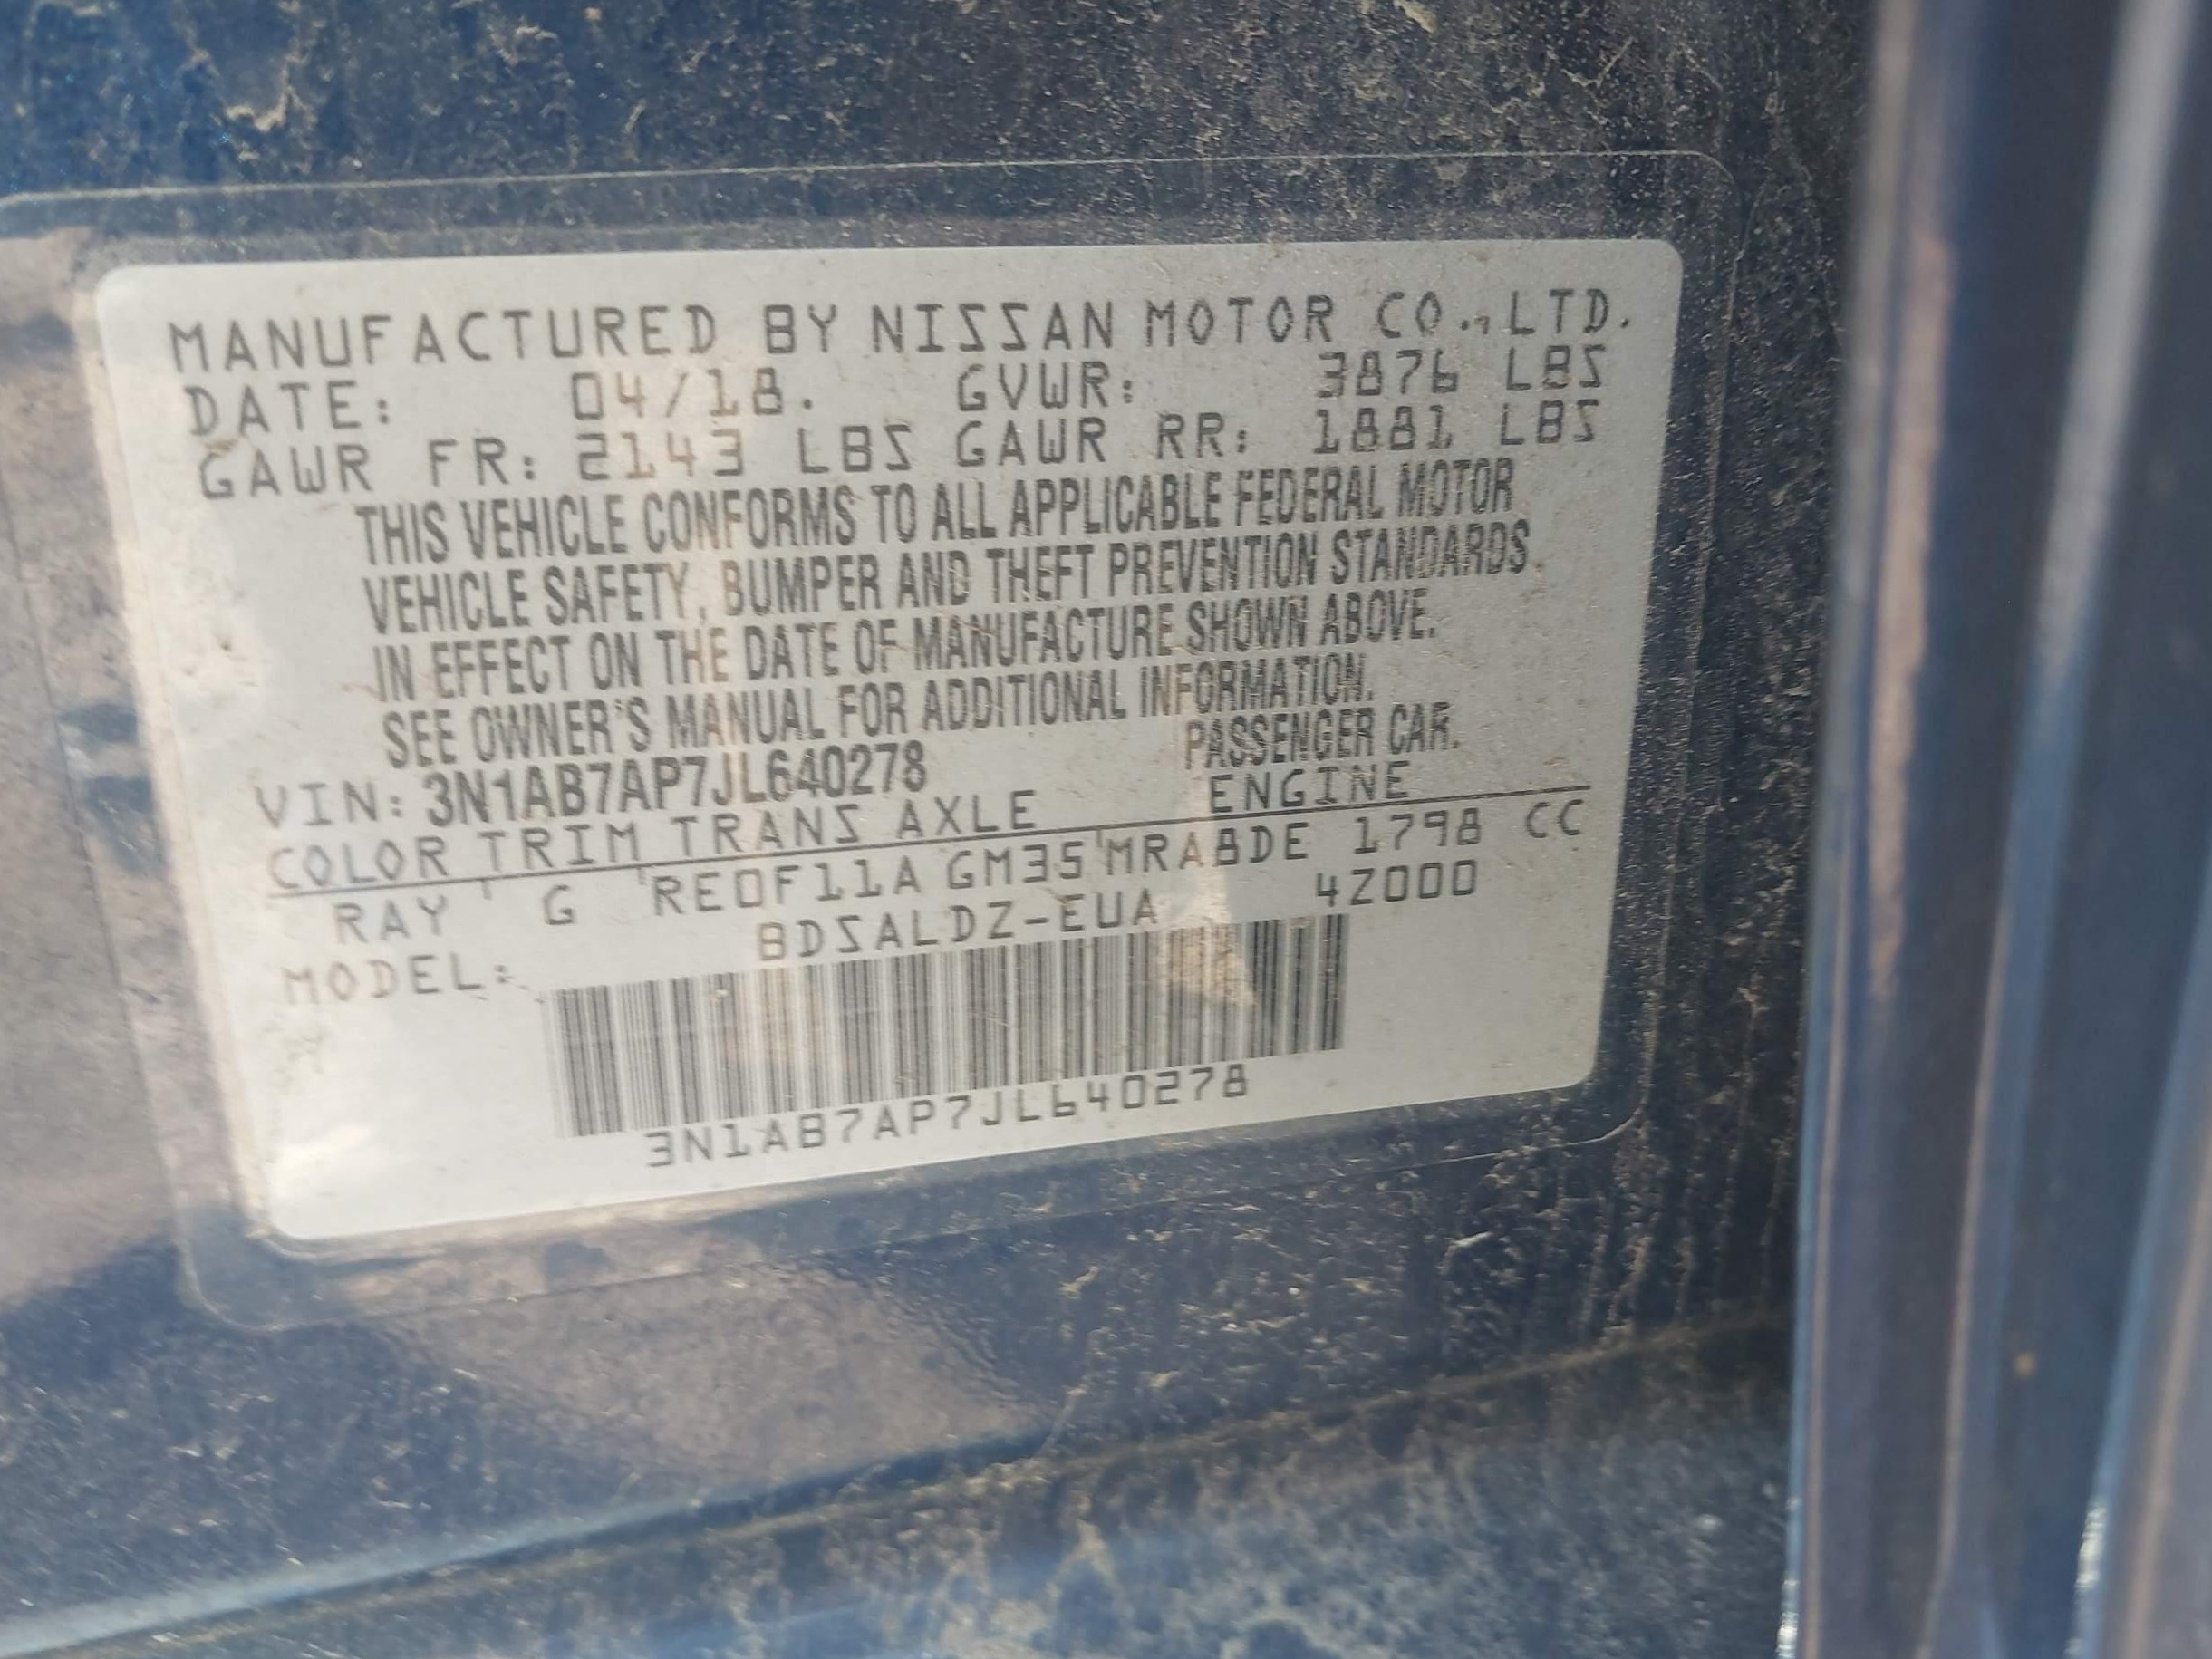 MANUFACTURED BY NISSAN MOTOR CO., LTD.
DATE: 04/18. GVWR: 3876 LBS
GAWR FR: 2143 LBS GAWR RR: 1881 LBS
THIS VEHICLE CONFORMS TO ALL APPLICABLE FEDERAL MOTOR
VEHICLE SAFETY, BUMPER AND THEFT PREVENTION STANDARDS
IN EFFECT ON THE DATE OF MANUFACTURE SHOWN ABOVE.
SEE OWNER'S MANUAL FOR ADDITIONAL INFORMATION.
VIN: 3N1AB7AP7JL640278 PASSENGER CAR.
COLOR TRIM TRANS AXLE ENGINE
RAY G RE0F11A GM35 MRA8DE 1798 CC
MODEL: BDSALDZ-EUA 4Z000
3N1AB7AP7JL640278